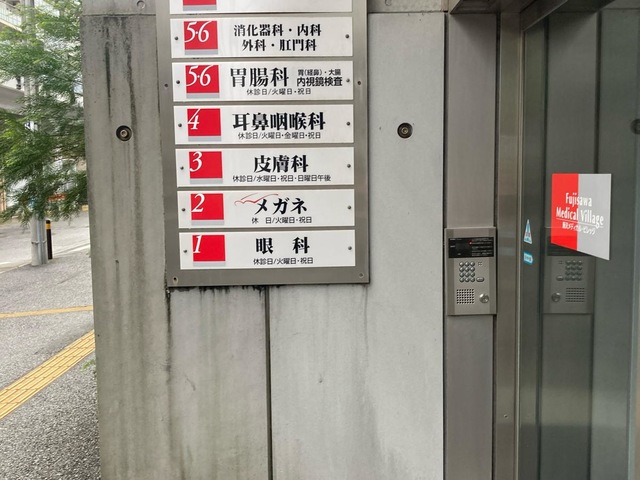 5·6
消化器科・内科
外科・肛門科
5·6
胃腸科
胃(経鼻)・大腸
内視鏡検査
休診日/火曜日・祝日
4
耳鼻咽喉科
休診日/火曜日・金曜日・祝日
3
皮膚科
休診日/水曜日・祝日・日曜日午後
2
メガネ
休 日/火曜日・祝日
1
眼 科
休診日/火曜日・祝日
Fujisawa
Medical Village